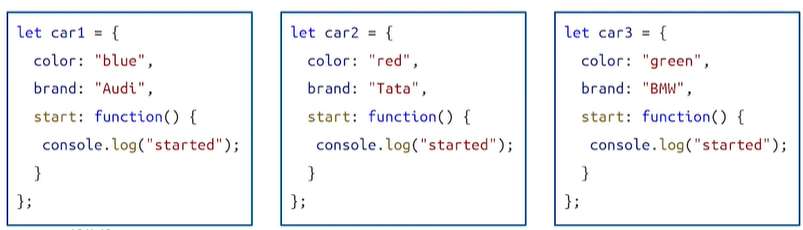 let car1 = {
  color: "blue",
  brand: "Audi",
  start: function() {
   console.log("started");
  }
};
let car2 = {
  color: "red",
  brand: "Tata",
  start: function() {
   console.log("started");
  }
};
let car3 = {
  color: "green",
  brand: "BMW",
  start: function() {
   console.log("started");
  }
};